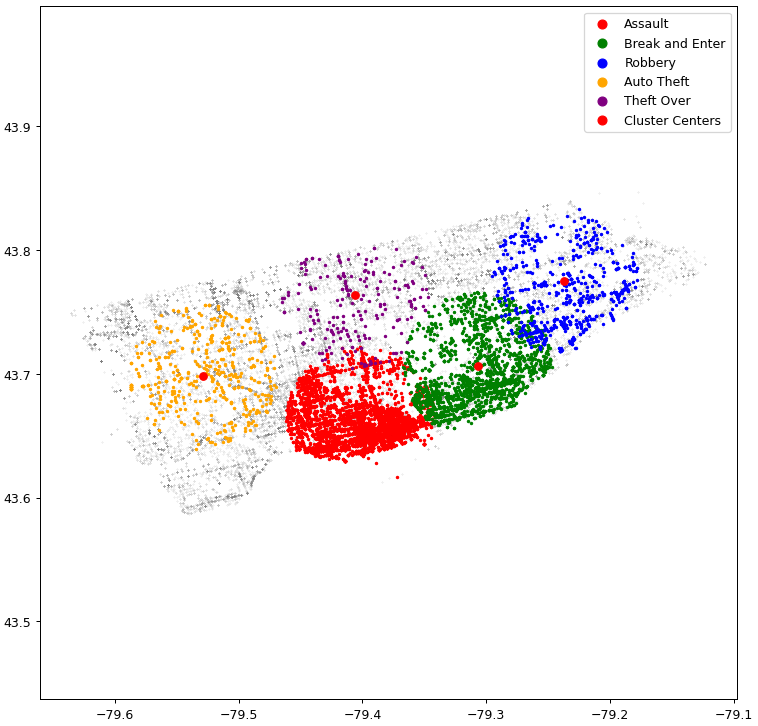 Assault
Break and Enter
Robbery
Auto Theft
Theft Over
Cluster Centers
43.9
43.8
43.7
43.6
43.5
−79.6 −79.5 −79.4 −79.3 −79.2 −79.1